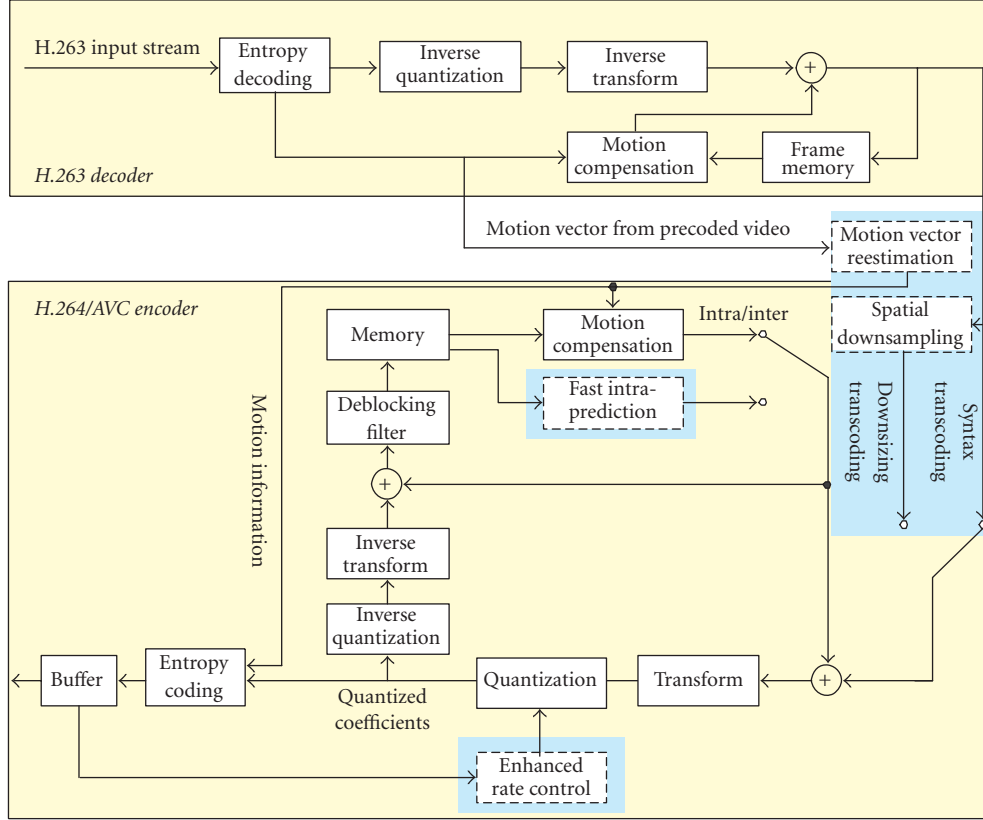 H.263 input stream
Entropy
decoding
Inverse
quantization
Inverse
transform
+
Motion
compensation
Frame
memory
H.263 decoder
Motion vector from precoded video
Motion vector
reestimation
H.264/AVC encoder
Memory
Motion
compensation
Intra/inter
Spatial
downsampling
Fast intra-
prediction
Deblocking
filter
Downsizing
transcoding
Syntax
transcoding
Motion information
+
Inverse
transform
Inverse
quantization
Buffer
Entropy
coding
Quantized
coefficients
Quantization
Transform
+
Enhanced
rate control